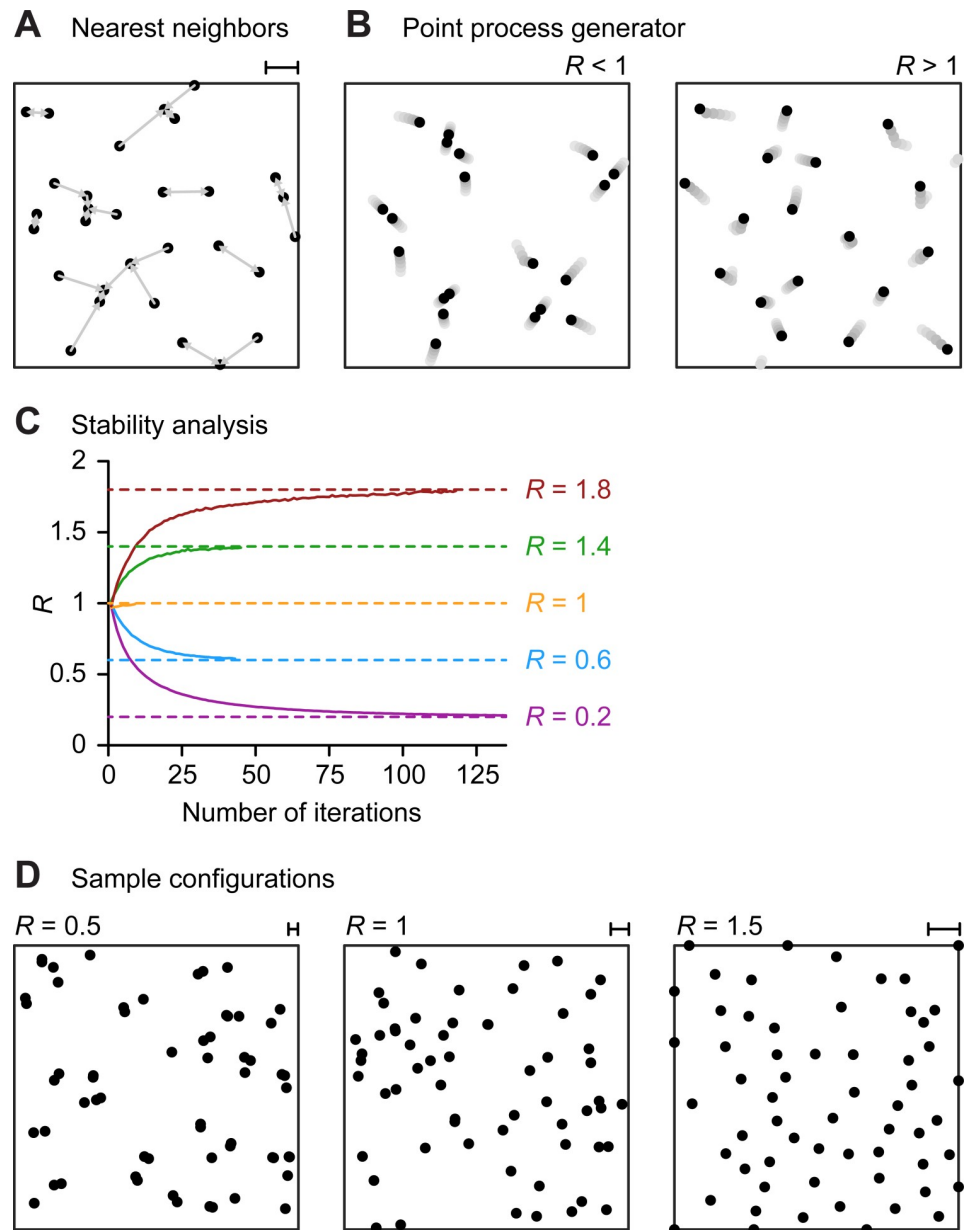 A Nearest neighbors
B Point process generator
R < 1
R > 1
C Stability analysis
2
1.5
1
0.5
0
R
0 25 50 75 100 125
Number of iterations
R = 1.8
R = 1.4
R = 1
R = 0.6
R = 0.2
D Sample configurations
R = 0.5
R = 1
R = 1.5